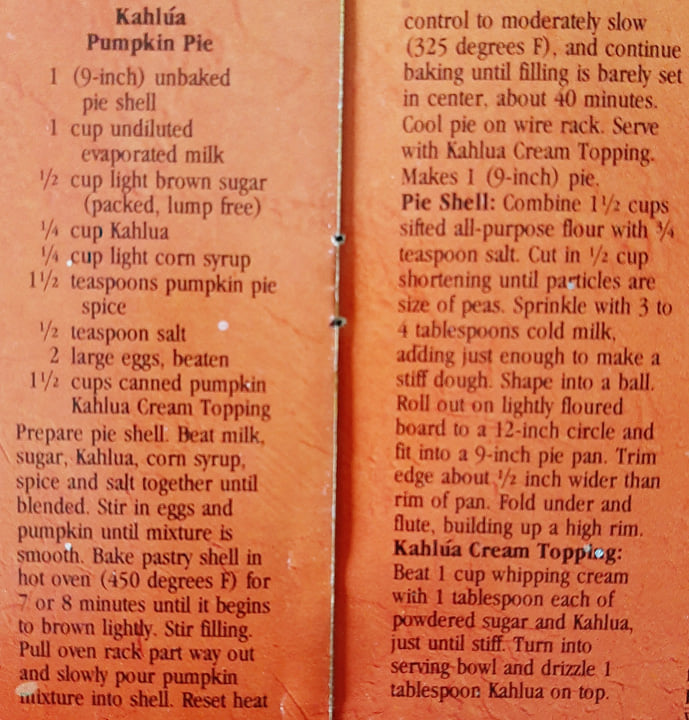 Kahlúa
Pumpkin Pie
1 (9-inch) unbaked
pie shell
1 cup undiluted
evaporated milk
½ cup light brown sugar
(packed, lump free)
¼ cup Kahlua
¼ cup light corn syrup
1½ teaspoons pumpkin pie
spice
½ teaspoon salt
2 large eggs, beaten
1½ cups canned pumpkin
Kahlua Cream Topping
Prepare pie shell. Beat milk,
sugar, Kahlua, corn syrup,
spice and salt together until
blended. Stir in eggs and
pumpkin until mixture is
smooth. Bake pastry shell in
hot oven (450 degrees F) for
7 or 8 minutes until it begins
to brown lightly. Stir filling.
Pull oven rack part way out
and slowly pour pumpkin
mixture into shell. Reset heat
control to moderately slow
(325 degrees F), and continue
baking until filling is barely set
in center, about 40 minutes.
Cool pie on wire rack. Serve
with Kahlua Cream Topping.
Makes 1 (9-inch) pie.
Pie Shell: Combine 1½ cups
sifted all-purpose flour with ¾
teaspoon salt. Cut in ½ cup
shortening until particles are
size of peas. Sprinkle with 3 to
4 tablespoons cold milk,
adding just enough to make a
stiff dough. Shape into a ball.
Roll out on lightly floured
board to a 12-inch circle and
fit into a 9-inch pie pan. Trim
edge about ½ inch wider than
rim of pan. Fold under and
flute, building up a high rim.
Kahlúa Cream Topping:
Beat 1 cup whipping cream
with 1 tablespoon each of
powdered sugar and Kahlua,
just until stiff. Turn into
serving bowl and drizzle 1
tablespoon Kahlua on top.